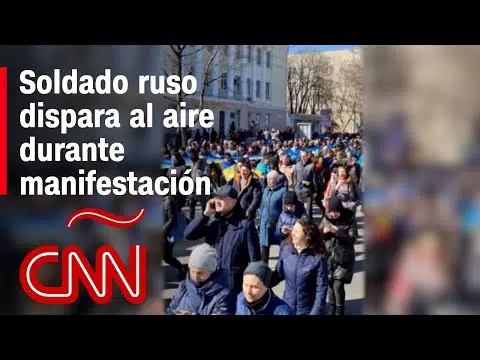 Soldado ruso
dispara al aire
durante
manifestación
CNN